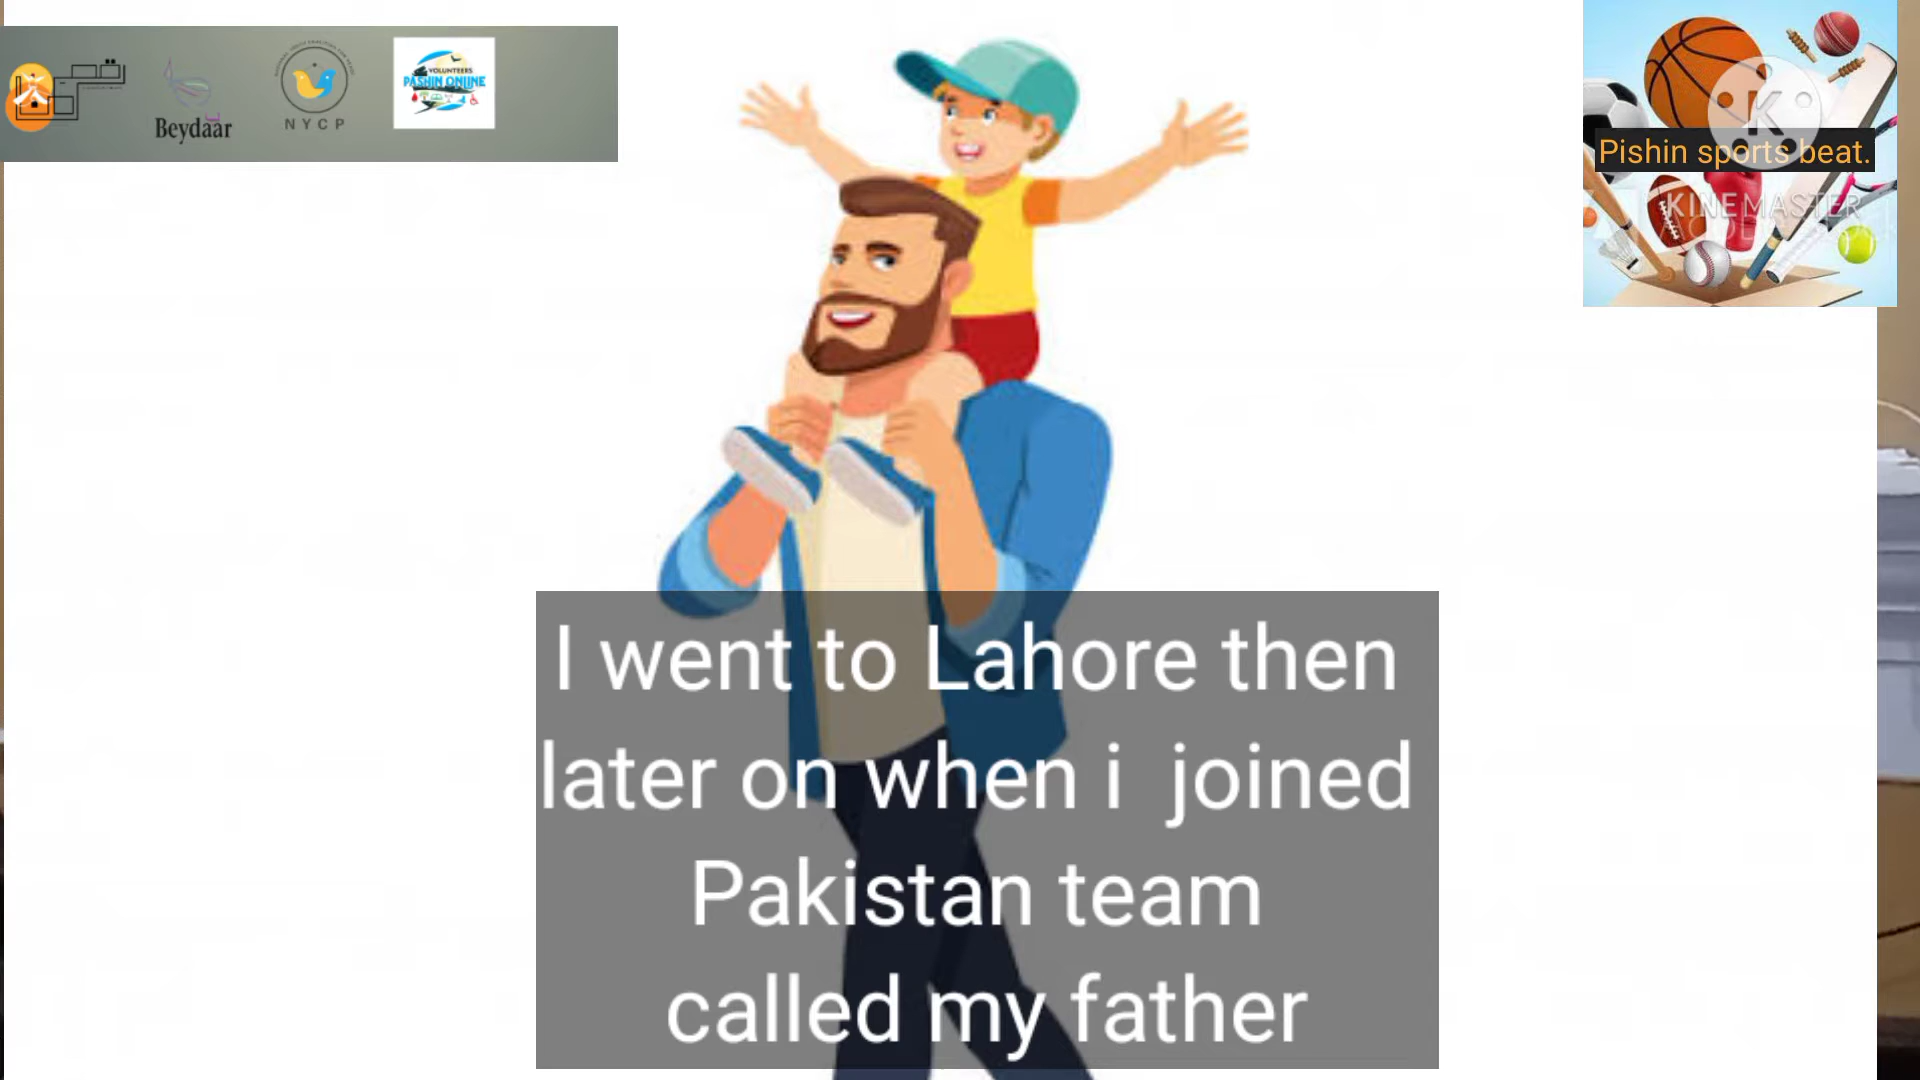 Beydaar
NYCP
VOLUNTEERS
PASHIN ONLINE
Pishin sports beat.
KINEMASTER
I went to Lahore then
later on when i  joined
Pakistan team
called my father